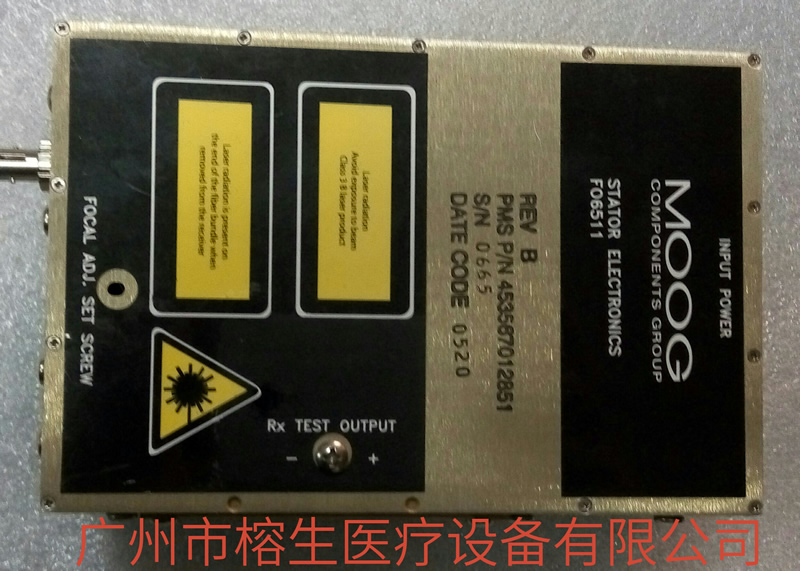 INPUT POWER
MOOG
COMPONENTS GROUP
STATOR ELECTRONICS
F06511
REV B
PMS P/N 453567012851
S/N 0665
DATE CODE 0520
Laser radiation
Avoid exposure to beam
Class 3 B laser product
Laser radiation is present on
the end of the fiber bundle when
removed from the receiver
FOCAL ADJ. SET SCREW
Rx TEST OUTPUT
- +
广州市榕生医疗设备有限公司